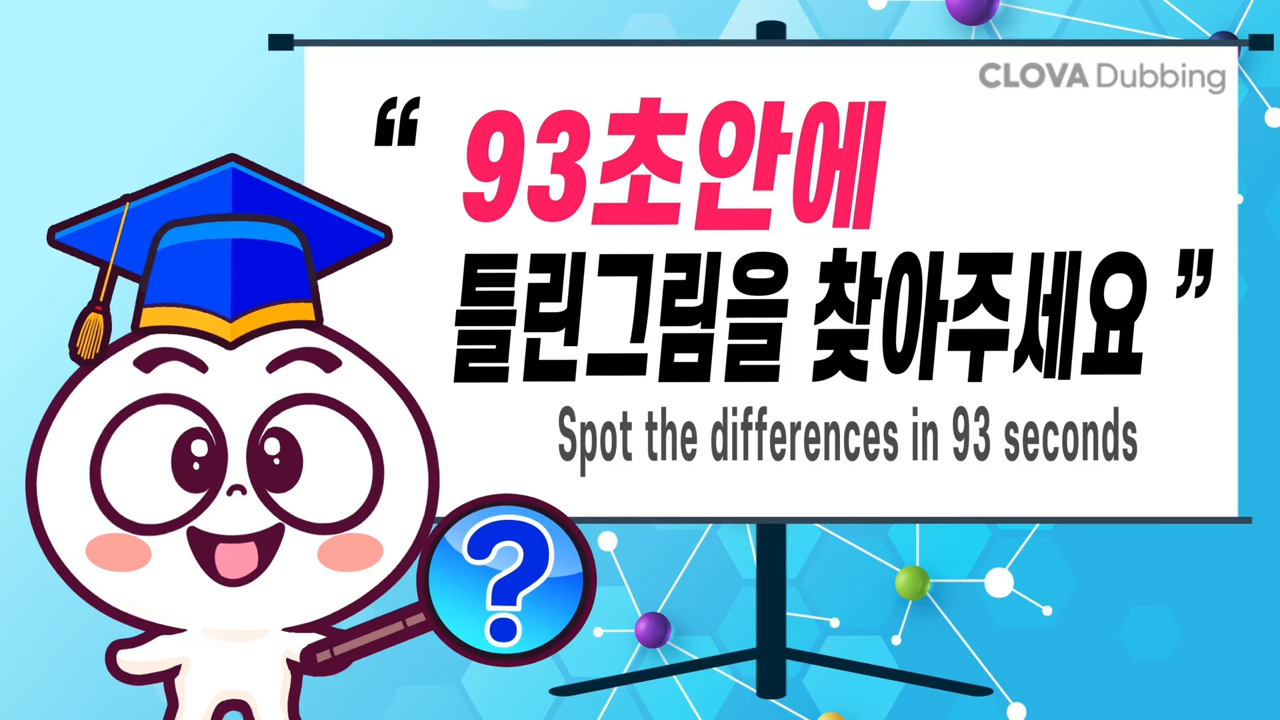 CLOVA Dubbing
“ 93초안에
틀린그림을 찾아주세요 ”
Spot the differences in 93 seconds
?